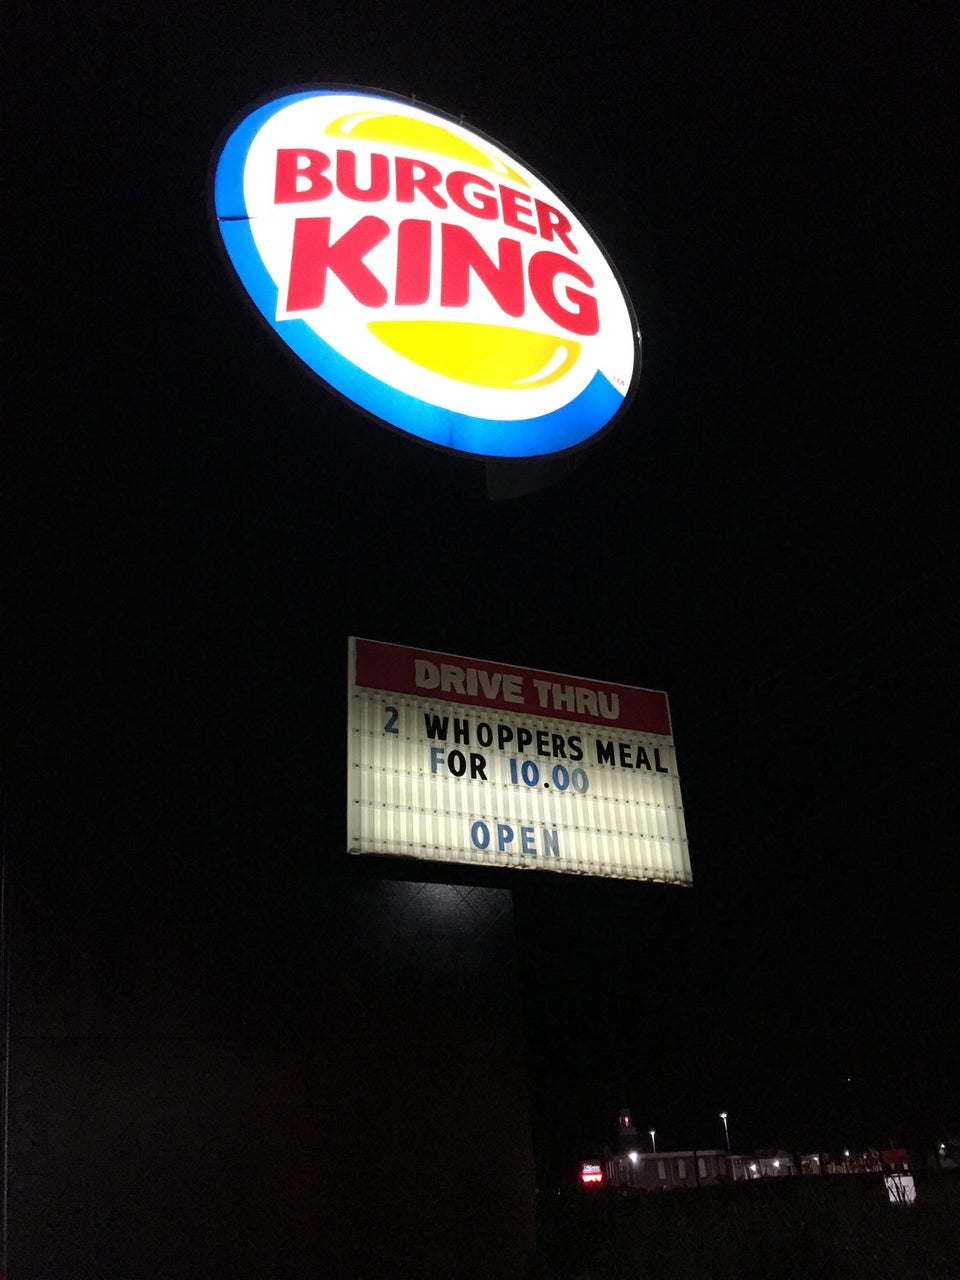 BURGER
KING
DRIVE THRU
2 WHOPPERS MEAL
FOR 10.00
OPEN